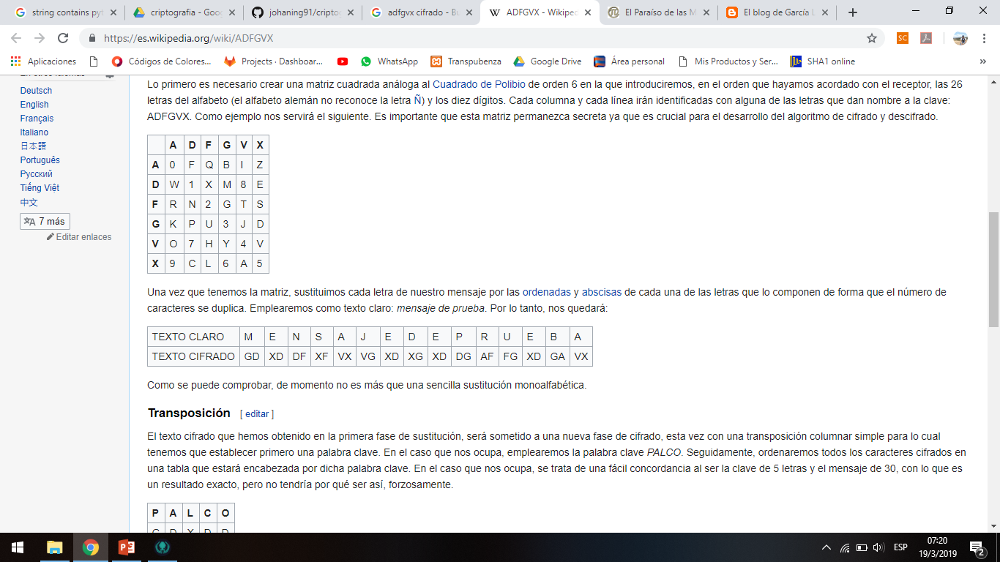 string contains pyt
criptografia - Goo
johaning91/criptoc
adfgvx cifrado - Bu
ADFGVX - Wikiped
El Paraíso de las M
El blog de García L
https://es.wikipedia.org/wiki/ADFGVX
SC
Aplicaciones
Códigos de Colores...
Projects · Dashboar...
WhatsApp
Transpubenza
Google Drive
Área personal
Mis Productos y Ser...
SHA1 online
»
En otros idiomas
Deutsch
English
Français
Italiano
日本語
Português
Русский
Tiếng Việt
中文
7 más
Editar enlaces
Lo primero es necesario crear una matriz cuadrada análoga al Cuadrado de Polibio de orden 6 en la que introduciremos, en el orden que hayamos acordado con el receptor, las 26
letras del alfabeto (el alfabeto alemán no reconoce la letra Ñ) y los diez dígitos. Cada columna y cada línea irán identificadas con alguna de las letras que dan nombre a la clave:
ADFGVX. Como ejemplo nos servirá el siguiente. Es importante que esta matriz permanezca secreta ya que es crucial para el desarrollo del algoritmo de cifrado y descifrado.
A D F G V X
A 0 F Q B I Z
D W 1 X M 8 E
F R N 2 G T S
G K P U 3 J D
V O 7 H Y 4 V
X 9 C L 6 A 5
Una vez que tenemos la matriz, sustituimos cada letra de nuestro mensaje por las ordenadas y abscisas de cada una de las letras que lo componen de forma que el número de
caracteres se duplica. Emplearemos como texto claro: mensaje de prueba. Por lo tanto, nos quedará:
TEXTO CLARO M E N S A J E D E P R U E B A
TEXTO CIFRADO GD XD DF XF VX VG XD XG XD DG AF FG XD GA VX
Como se puede comprobar, de momento no es más que una sencilla sustitución monoalfabética.
Transposición [ editar ]
El texto cifrado que hemos obtenido en la primera fase de sustitución, será sometido a una nueva fase de cifrado, esta vez con una transposición columnar simple para lo cual
tenemos que establecer primero una palabra clave. En el caso que nos ocupa, emplearemos la palabra clave PALCO. Seguidamente, ordenaremos todos los caracteres cifrados en
una tabla que estará encabezada por dicha palabra clave. En el caso que nos ocupa, se trata de una fácil concordancia al ser la clave de 5 letras y el mensaje de 30, con lo que es
un resultado exacto, pero no tendría por qué ser así, forzosamente.
P A L C O
G D X D D
ESP
07:20
19/3/2019
2